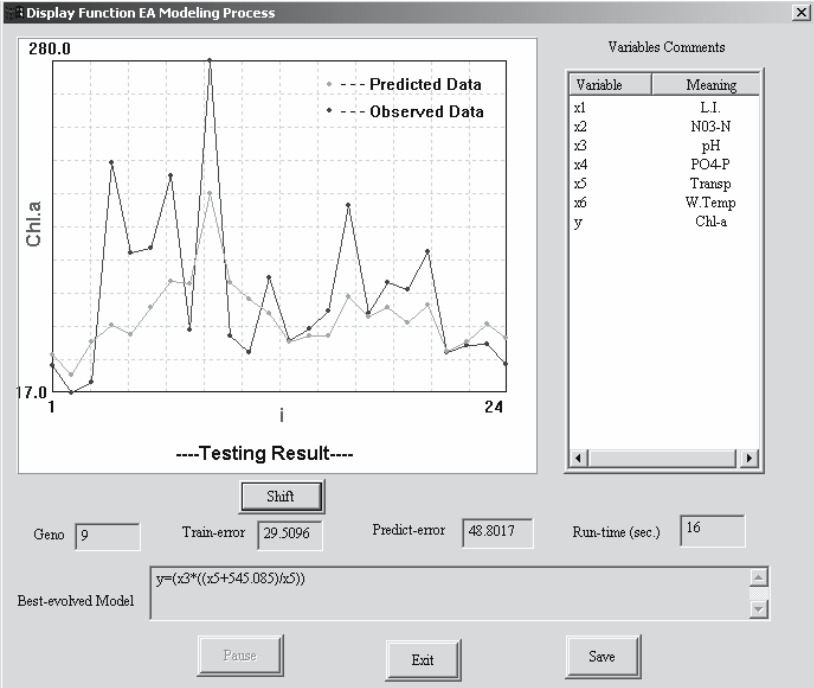 Display Function EA Modeling Process
280.0
Chl.a
Predicted Data
Observed Data
17.0
1
i
24
----Testing Result----
Variables Comments
Variable Meaning
x1 L.I.
x2 N03-N
x3 pH
x4 PO4-P
x5 Transp
x6 W.Temp
y Chl-a
Shift
Geno 9
Train-error 29.5096
Predict-error 48.8017
Run-time (sec.) 16
Best-evolved Model y=(x3*((x5+545.085)/x5))
Pause
Exit
Save